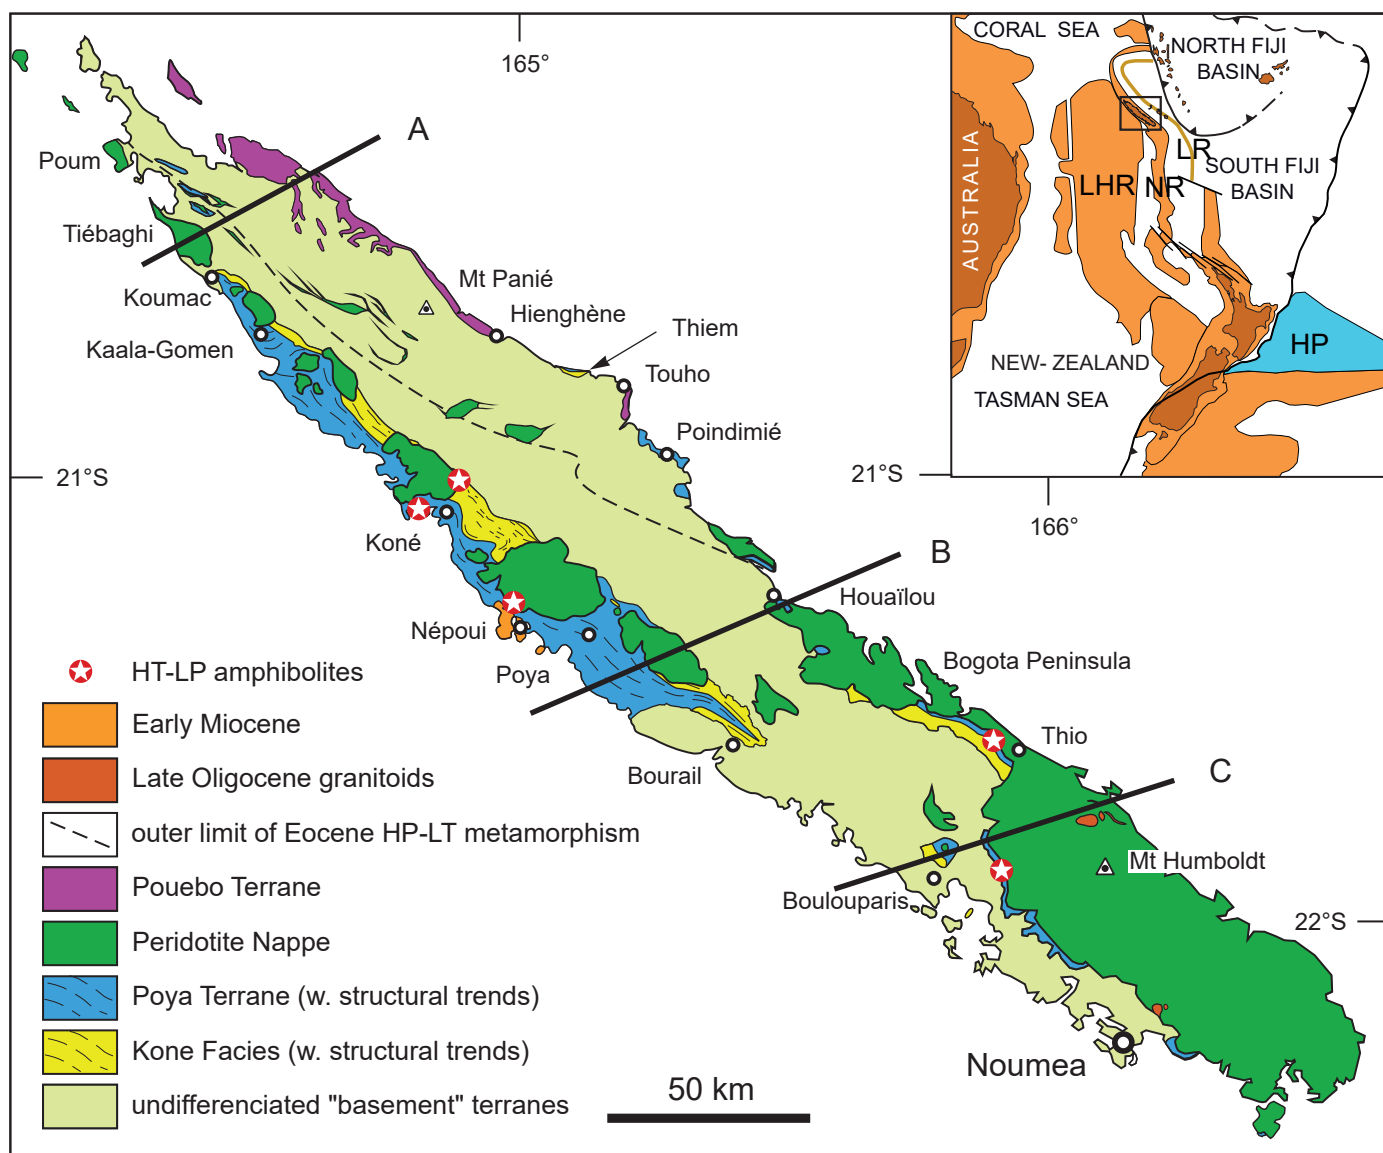 165°
CORAL SEA
NORTH FIJI
BASIN
A
Poum
LR
SOUTH FIJI
BASIN
AUSTRALIA
LHR
NR
Tiébaghi
Mt Panié
Koumac
Hienghène
Thiem
Kaala-Gomen
HP
NEW- ZEALAND
Touho
TASMAN SEA
Poindimié
21°S
21°S
166°
Koné
B
Houaïlou
Népoui
Bogota Peninsula
HT-LP amphibolites
Poya
Early Miocene
Thio
Bourail
C
Late Oligocene granitoids
outer limit of Eocene HP-LT metamorphism
Mt Humboldt
Pouebo Terrane
Boulouparis
22°S
Peridotite Nappe
Poya Terrane (w. structural trends)
Kone Facies (w. structural trends)
Noumea
50 km
undifferenciated "basement" terranes